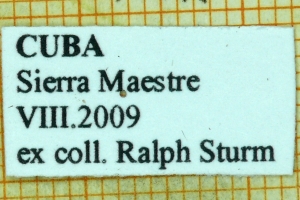 CUBA
Sierra Maestre
VIII.2009
ex coll. Ralph Sturm